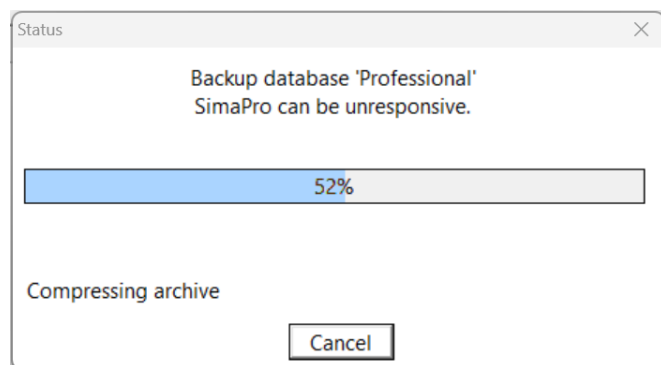 Status
Backup database 'Professional'
SimaPro can be unresponsive.
52%
Compressing archive
Cancel